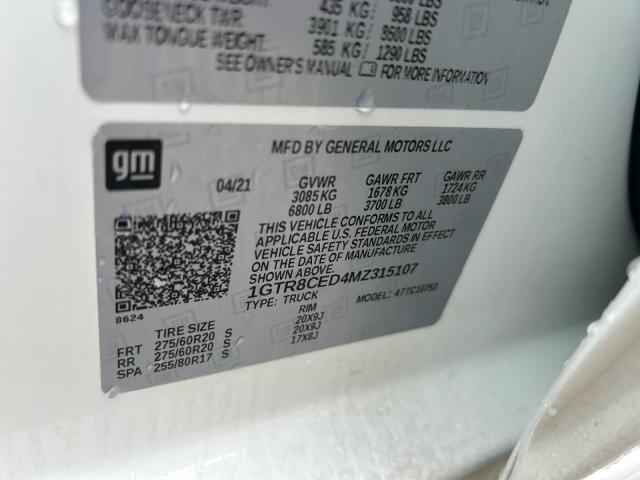 435 KG
958 LBS
GOOSENECK TWR:
3901 KG
8600 LBS
MAX TONGUE WEIGHT:
585 KG
1290 LBS
SEE OWNER'S MANUAL FOR MORE INFORMATION
gm
MFD BY GENERAL MOTORS LLC
04/21
GVWR
GAWR FRT
GAWR RR
3085 KG
1678 KG
1724 KG
6800 LB
3700 LB
3800 LB
THIS VEHICLE CONFORMS TO ALL
APPLICABLE U.S. FEDERAL MOTOR
VEHICLE SAFETY STANDARDS IN EFFECT
ON THE DATE OF MANUFACTURE
SHOWN ABOVE.
1GTR8CED4MZ315107
TYPE: TRUCK
MODEL: 47TC10753
8624
TIRE SIZE
RIM
FRT 275/60R20 S 20X9J
RR 275/60R20 S 20X9J
SPA 255/80R17 S 17X8J